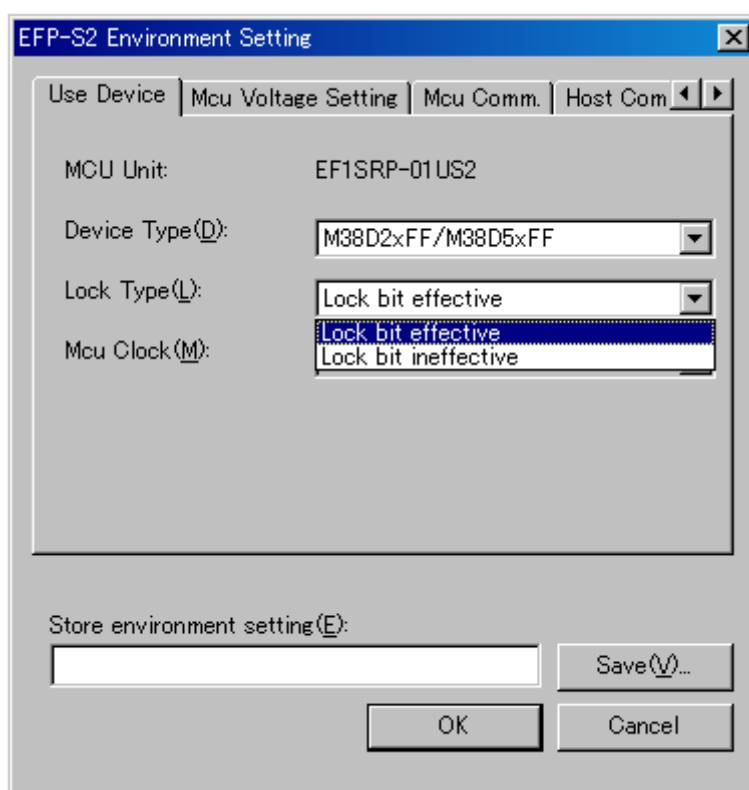 EFP-S2 Environment Setting
Use Device Mcu Voltage Setting Mcu Comm. Host Com
MCU Unit: EF1SRP-01US2
Device Type(D): M38D2xFF/M38D5xFF
Lock Type(L): Lock bit effective
Lock bit effective
Lock bit ineffective
Mcu Clock(M):
Store environment setting(E):
Save(V)...
OK Cancel